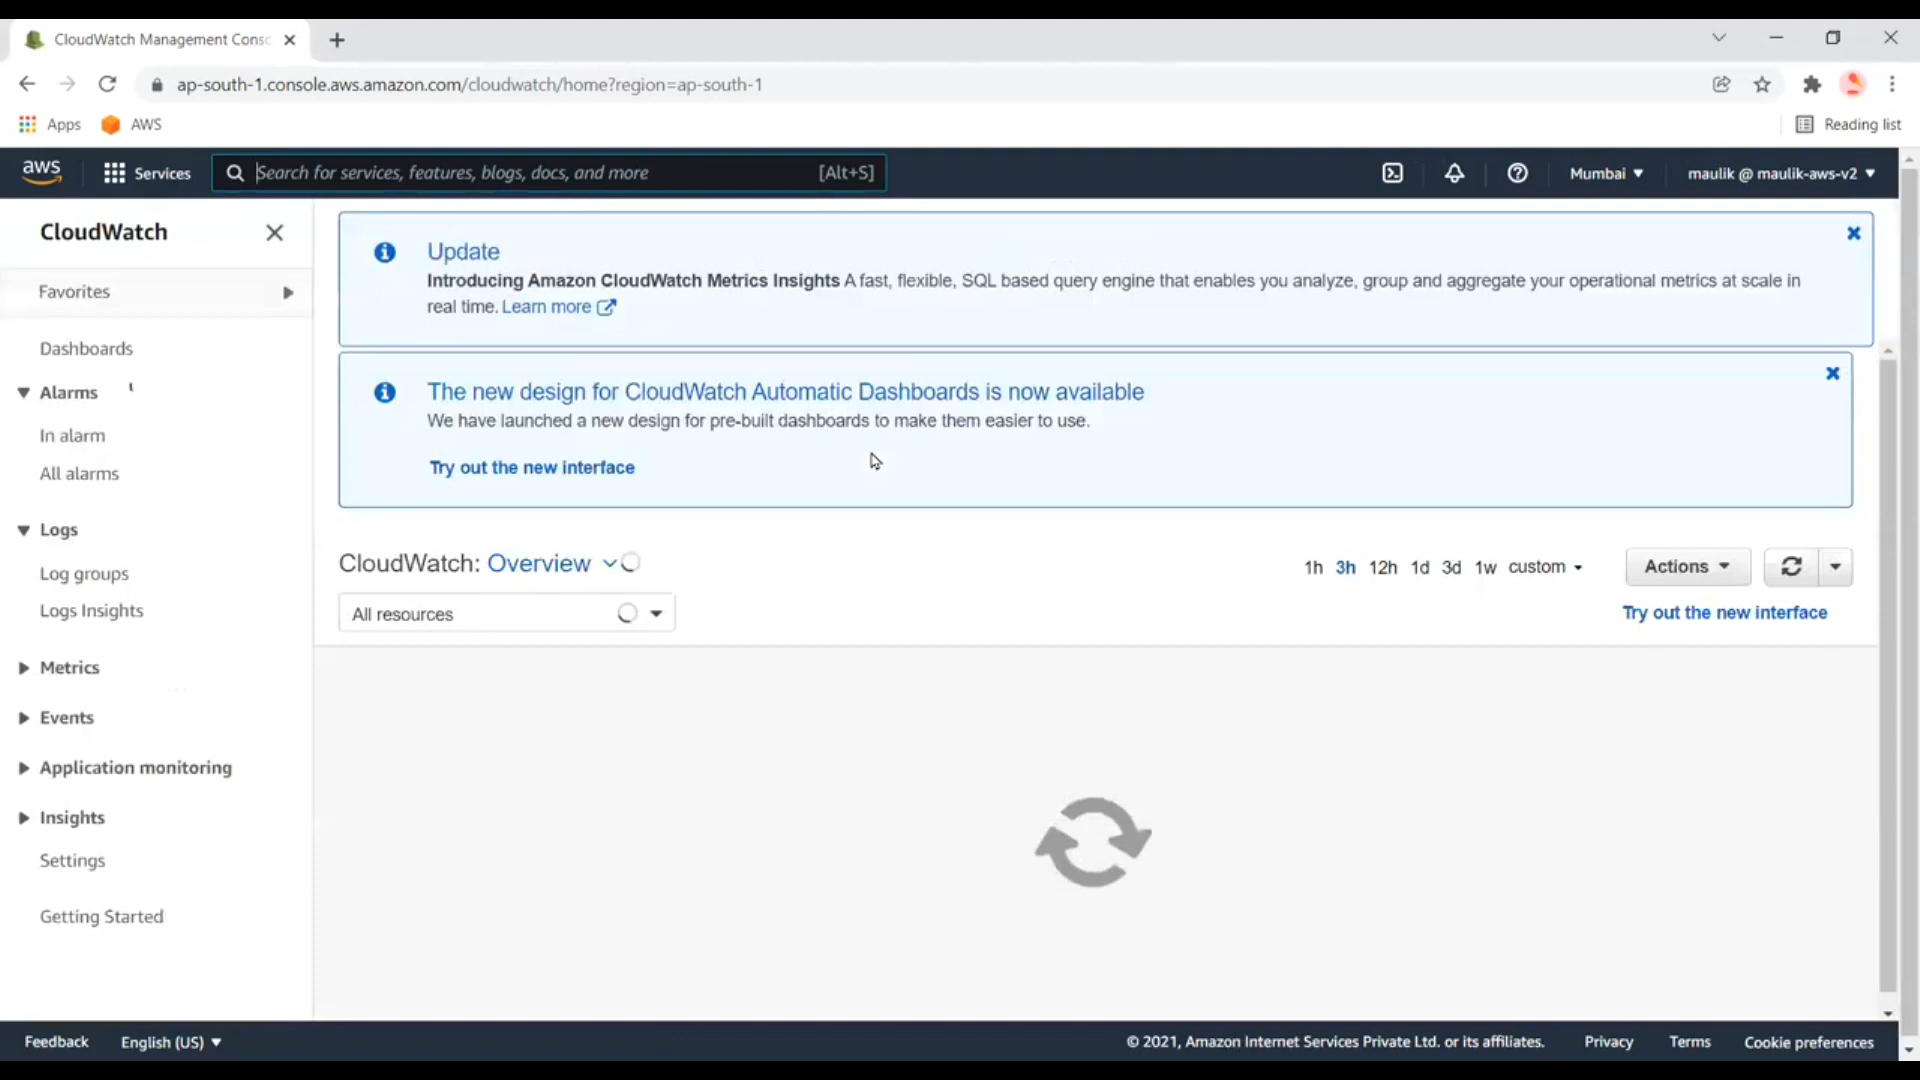 CloudWatch Management Consc
ap-south-1.console.aws.amazon.com/cloudwatch/home?region=ap-south-1
Apps
AWS
Reading list
aws
Services
Search for services, features, blogs, docs, and more
[Alt+S]
Mumbai
maulik @ maulik-aws-v2
CloudWatch
Favorites
Dashboards
Alarms
In alarm
All alarms
Logs
Log groups
Logs Insights
Metrics
Events
Application monitoring
Insights
Settings
Getting Started
Update
Introducing Amazon CloudWatch Metrics Insights A fast, flexible, SQL based query engine that enables you analyze, group and aggregate your operational metrics at scale in
real time. Learn more
The new design for CloudWatch Automatic Dashboards is now available
We have launched a new design for pre-built dashboards to make them easier to use.
Try out the new interface
CloudWatch: Overview
1h 3h 12h 1d 3d 1w custom
Actions
All resources
Try out the new interface
Feedback
English (US)
© 2021, Amazon Internet Services Private Ltd. or its affiliates.
Privacy
Terms
Cookie preferences